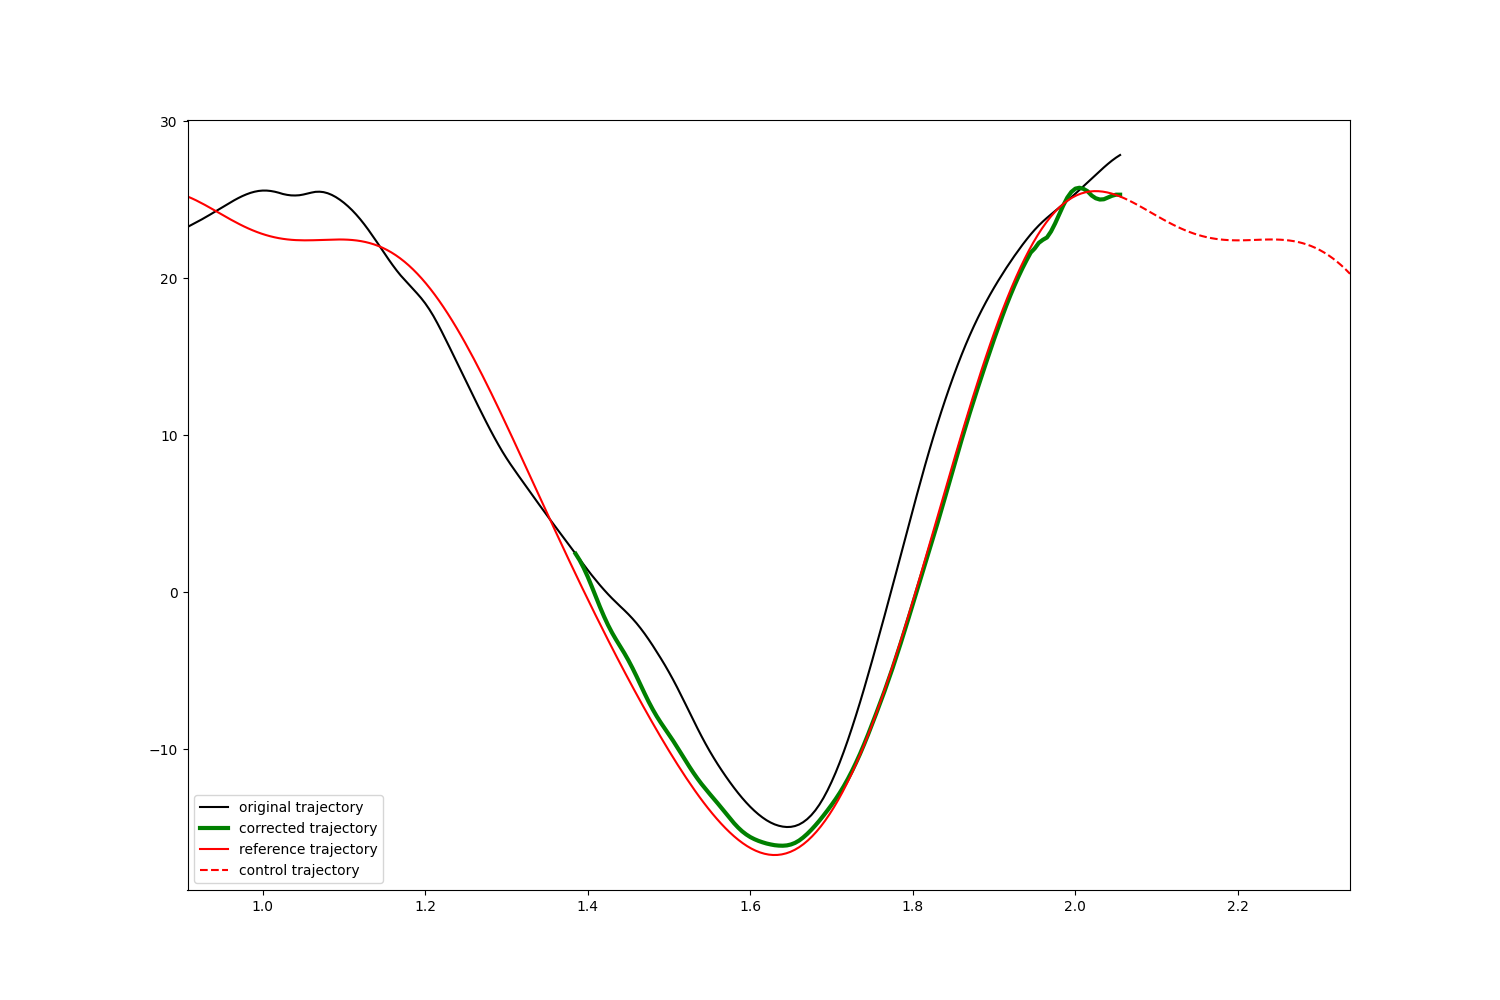 30
20
10
0
−10
original trajectory
corrected trajectory
reference trajectory
control trajectory
1.0 1.2 1.4 1.6 1.8 2.0 2.2